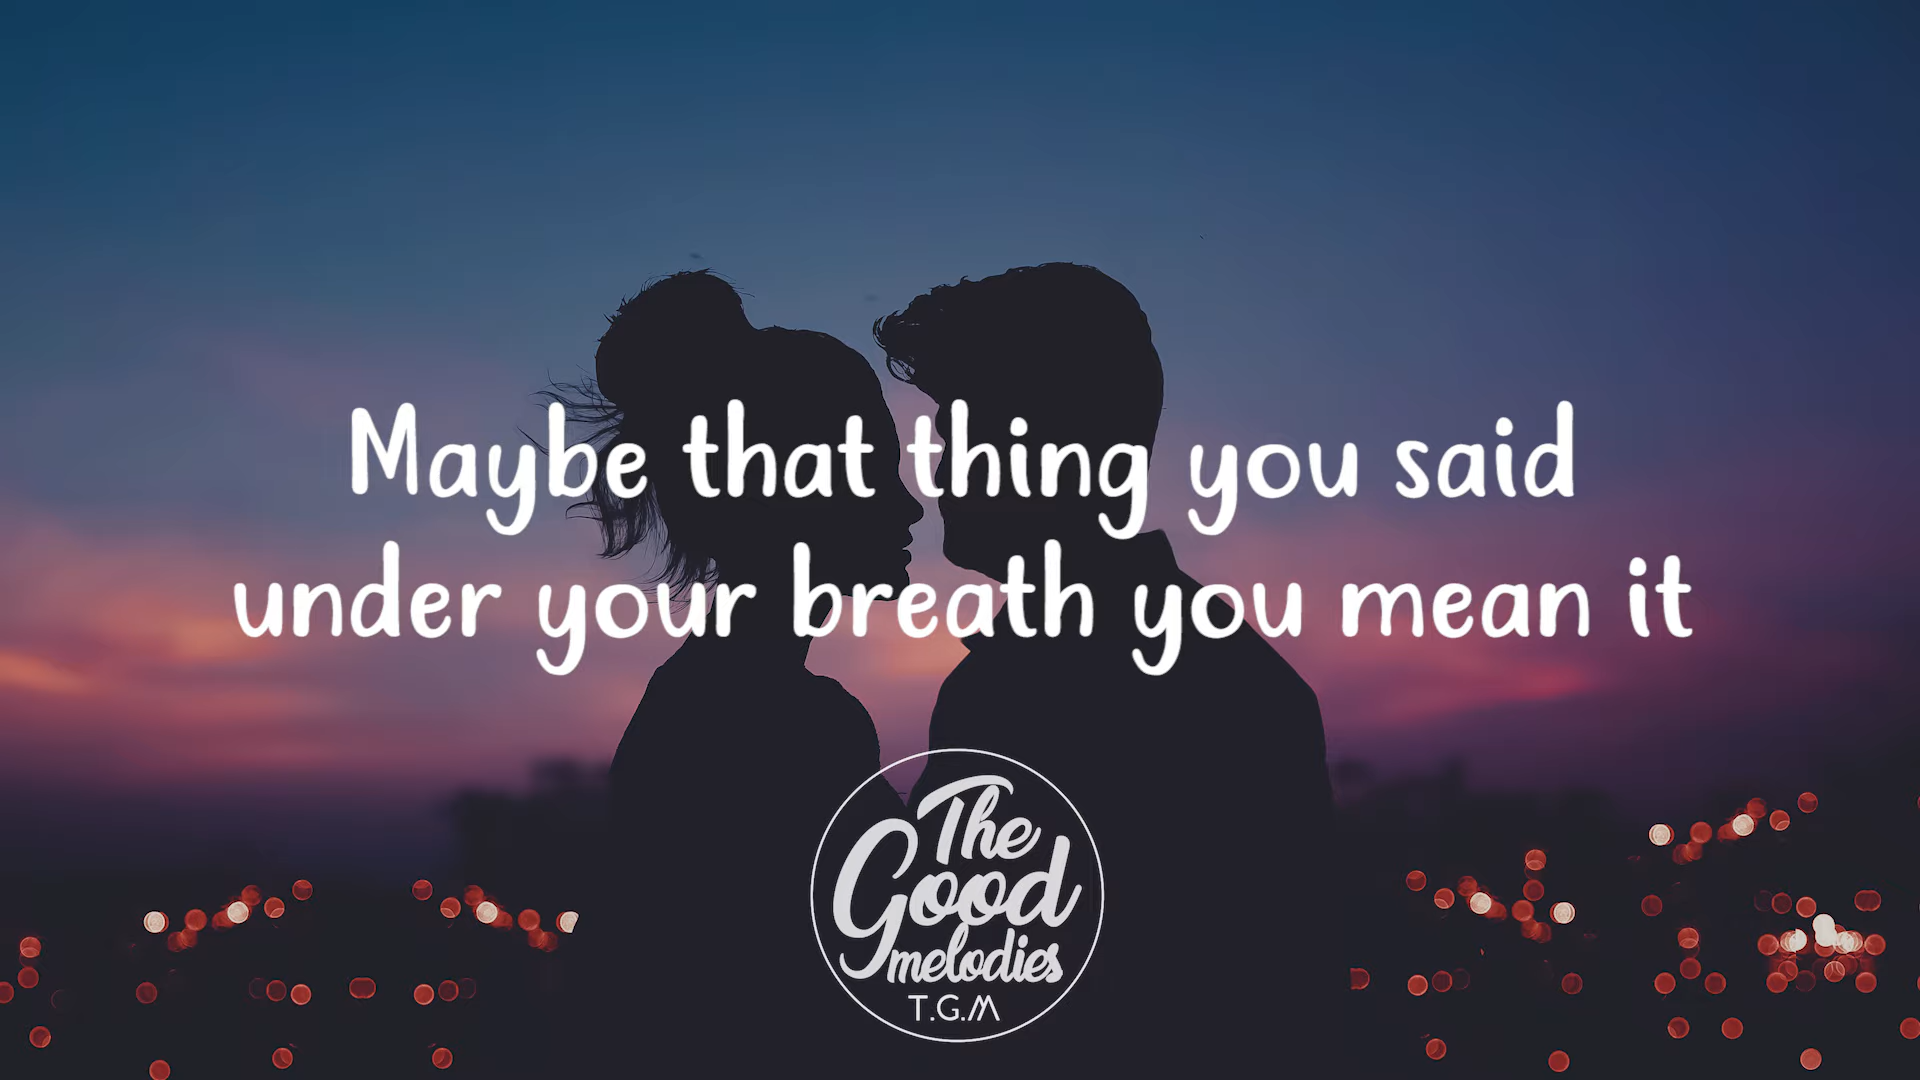 Maybe that thing you said
under your breath you mean it
The
Good
melodies
T.G.M